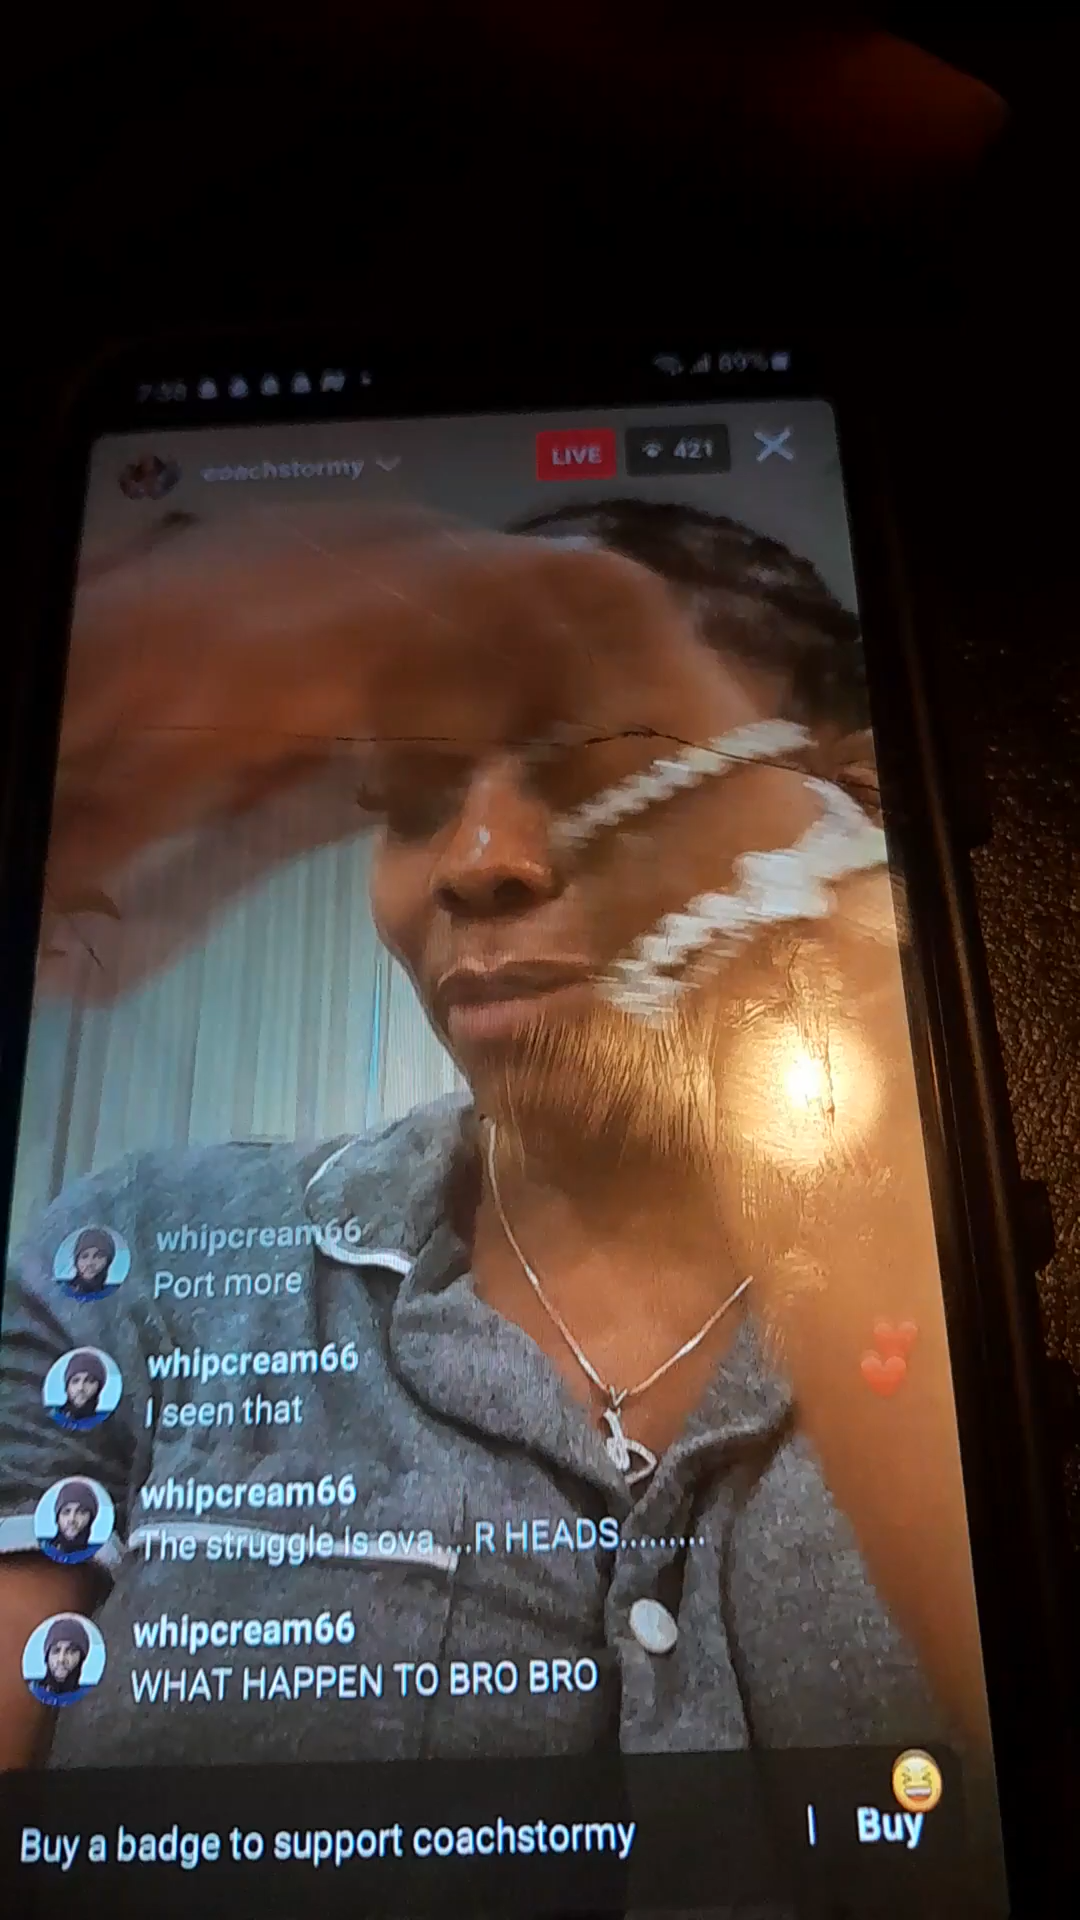 89%
coachstormy
LIVE
421
whipcream66
Port more
whipcream66
I seen that
whipcream66
The struggle is ova....R HEADS.........
whipcream66
WHAT HAPPEN TO BRO BRO
Buy a badge to support coachstormy | Buy